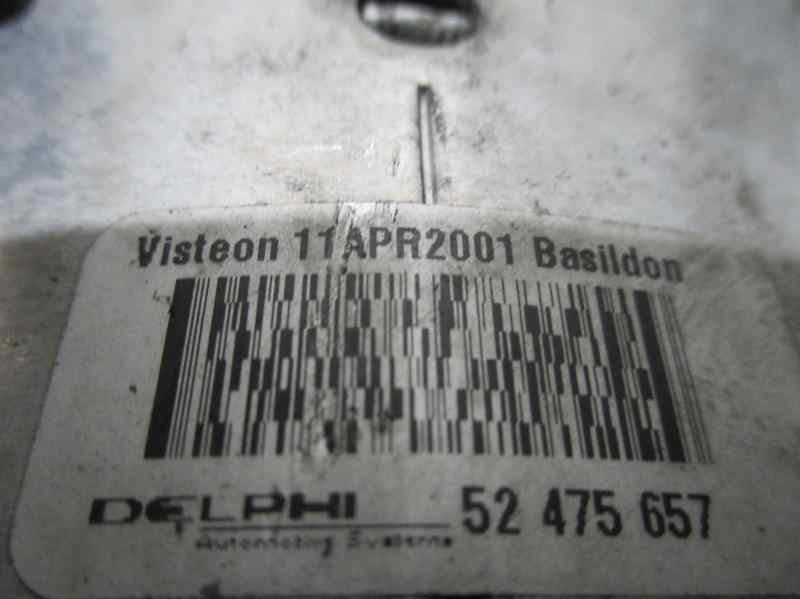 Visteon 11APR2001 Basildon
DELPHI 52 475 657
Automotive Systems